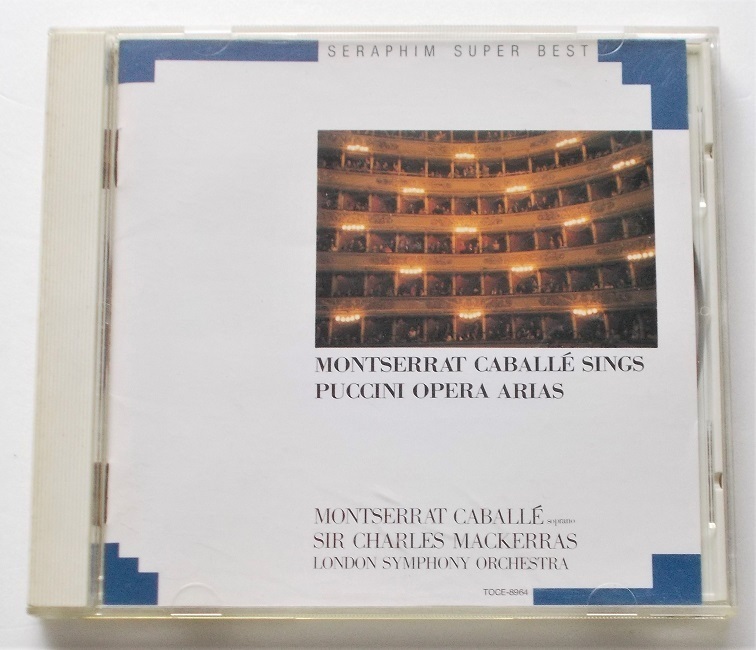 SERAPHIM SUPER BEST
MONTSERRAT CABALLÉ SINGS
PUCCINI OPERA ARIAS
MONTSERRAT CABALLÉ soprano
SIR CHARLES MACKERRAS
LONDON SYMPHONY ORCHESTRA
TOCE-8964